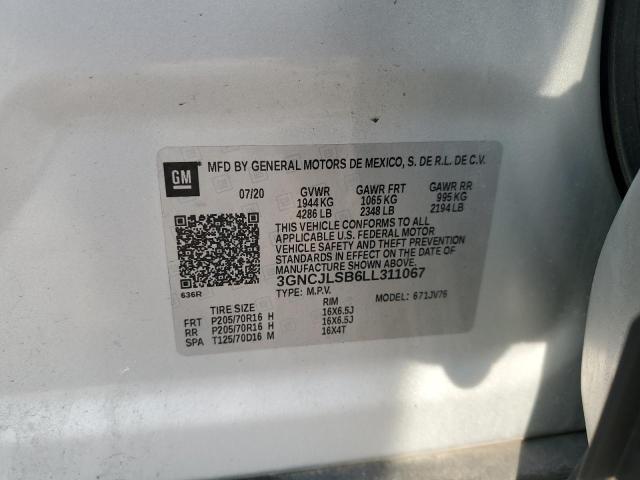 GM
MFD BY GENERAL MOTORS DE MEXICO, S. DE R.L. DE C.V.
07/20 GVWR GAWR FRT GAWR RR
1944 KG 1065 KG 995 KG
4286 LB 2348 LB 2194 LB
THIS VEHICLE CONFORMS TO ALL
APPLICABLE U.S. FEDERAL MOTOR
VEHICLE SAFETY AND THEFT PREVENTION
STANDARDS IN EFFECT ON THE DATE OF
MANUFACTURE SHOWN ABOVE.
3GNCJLSB6LL311067
636R
TYPE: M.P.V. MODEL: 671JV76
TIRE SIZE RIM
FRT P205/70R16 H 16X6.5J
RR P205/70R16 H 16X6.5J
SPA T125/70D16 M 16X4T